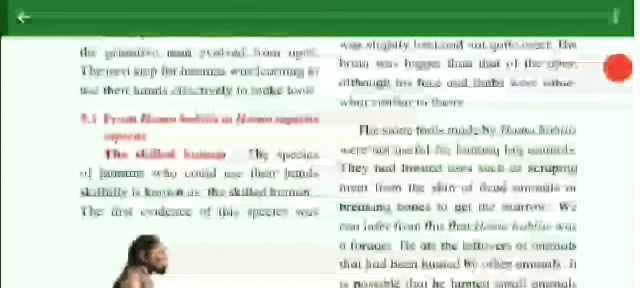 the primitive man evolved from apes.
The next step for humans was learning to
use their hands effectively to make tools.
5.1 From Homo habilis to Homo sapiens
sapiens
The skilled human : The species
of humans who could use their hands
skilfully is known as 'the skilled human'.
The first evidence of this species was
was slightly bent and not quite erect. His
brain was bigger than that of the apes,
although his face and limbs were some-
what similar to theirs.
The stone tools made by Homo habilis
were not useful for hunting big animals.
They had limited uses such as scraping
meat from the skin of dead animals or
breaking bones to get the marrow. We
can infer from this that Homo habilis was
a forager. He ate the leftovers of animals
that had been hunted by other animals. It
is possible that he hunted small animals